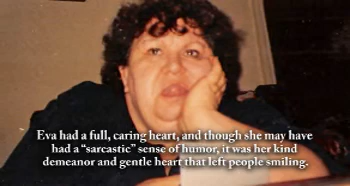 Eva had a full, caring heart, and though she may have
had a “sarcastic” sense of humor, it was her kind
demeanor and gentle heart that left people smiling.